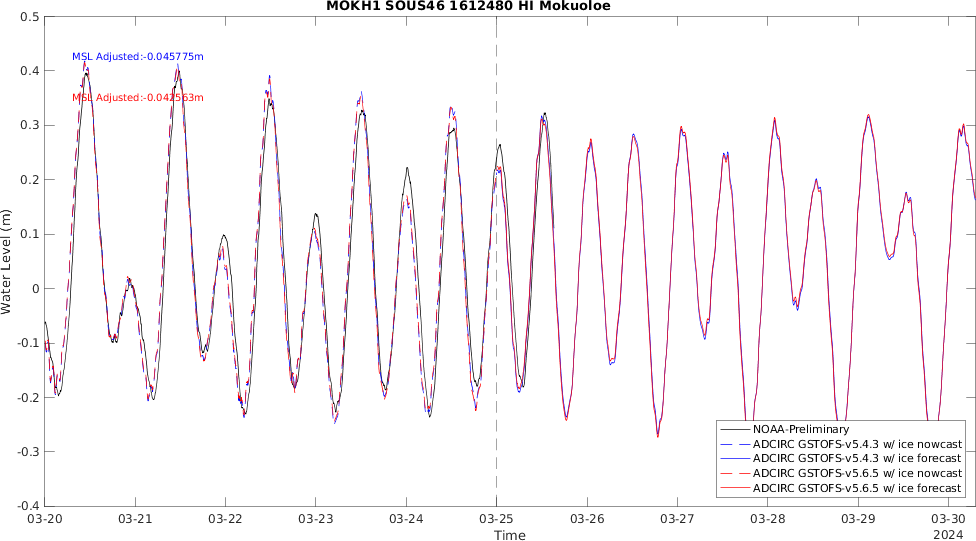 MOKH1 SOUS46 1612480 HI Mokuoloe
0.5
0.4
0.3
0.2
0.1
0
-0.1
-0.2
-0.3
-0.4
Water Level (m)
MSL Adjusted:-0.045775m
MSL Adjusted:-0.042563m
NOAA-Preliminary
ADCIRC GSTOFS-v5.4.3 w/ ice nowcast
ADCIRC GSTOFS-v5.4.3 w/ ice forecast
ADCIRC GSTOFS-v5.6.5 w/ ice nowcast
ADCIRC GSTOFS-v5.6.5 w/ ice forecast
03-20 03-21 03-22 03-23 03-24 03-25 03-26 03-27 03-28 03-29 03-30
Time
2024